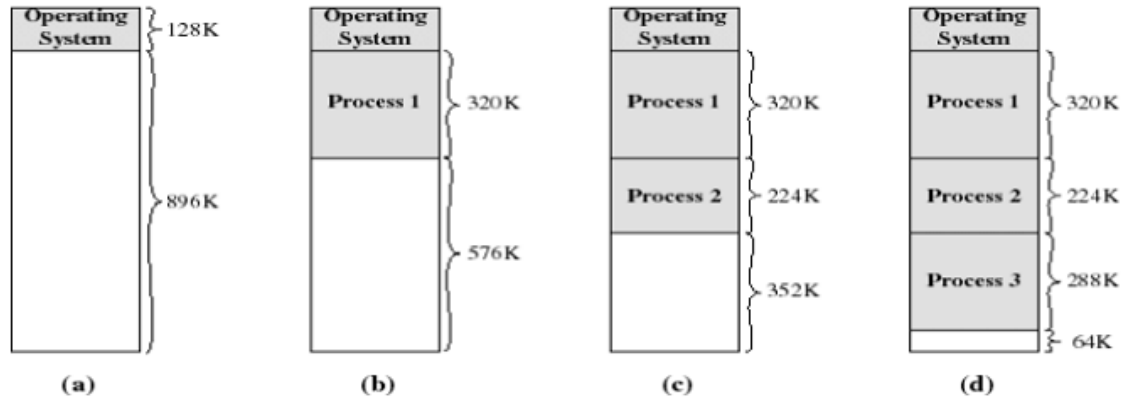 Operating
System
128K
896K
(a)
Operating
System
Process 1
320K
576K
(b)
Operating
System
Process 1
320K
Process 2
224K
352K
(c)
Operating
System
Process 1
320K
Process 2
224K
Process 3
288K
64K
(d)